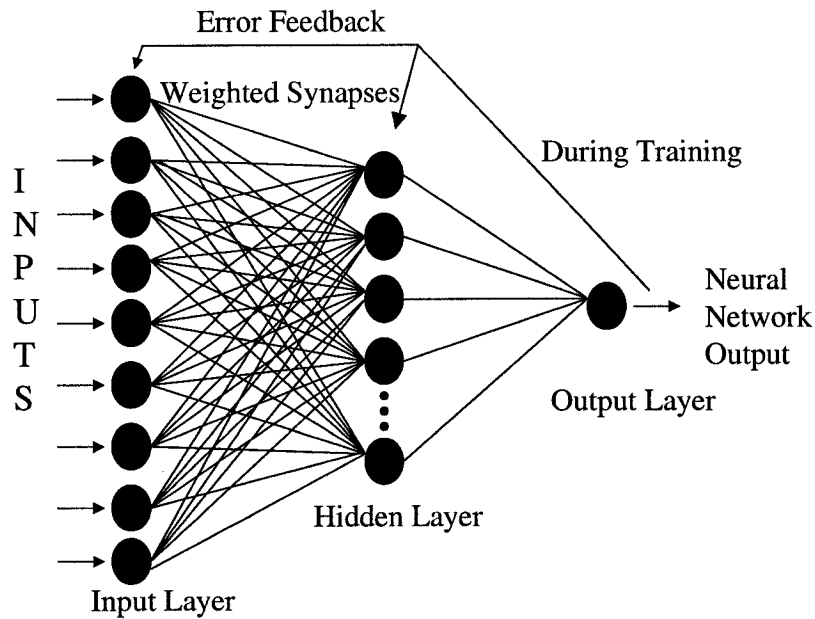 Error Feedback
Weighted Synapses
During Training
I
N
P
U
T
S
Neural
Network
Output
Output Layer
Hidden Layer
Input Layer